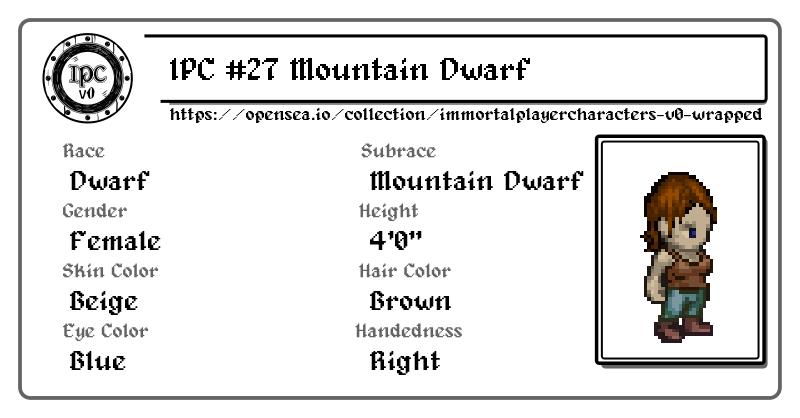 IPC
v0
IPC #27 Mountain Dwarf
https://opensea.io/collection/immortalplayercharacters-v0-wrapped
Race
Dwarf
Subrace
Mountain Dwarf
Gender
Female
Height
4'0"
Skin Color
Beige
Hair Color
Brown
Eye Color
Blue
Handedness
Right